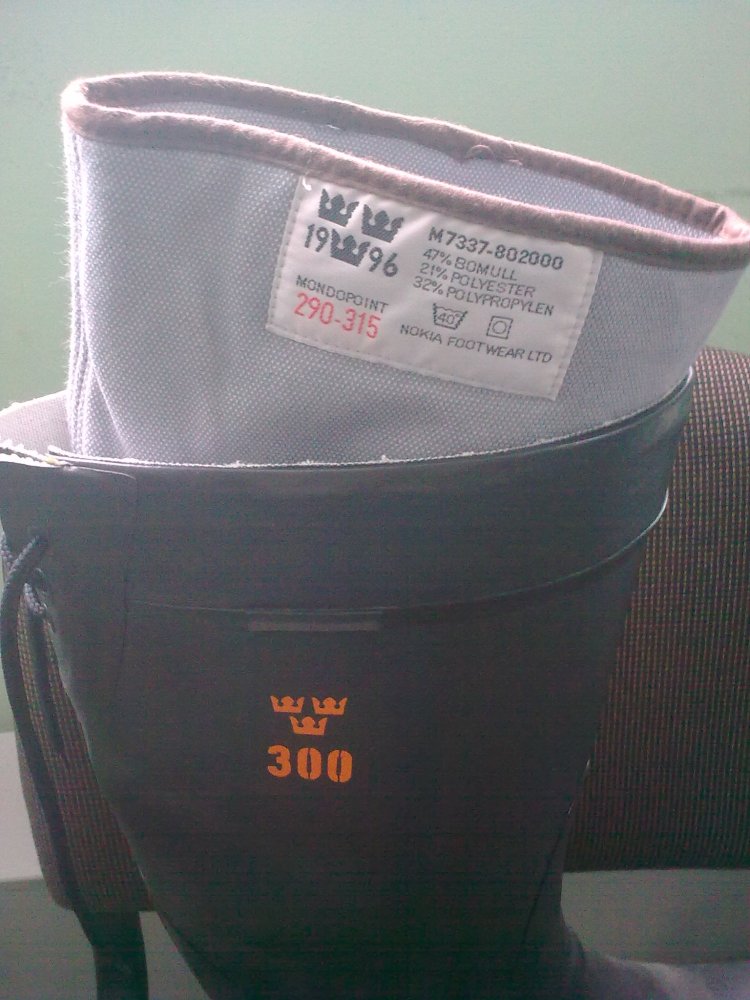 19 96
MONDOPOINT
290-315
M7337-802000
47% BOMULL
21% POLYESTER
32% POLYPROPYLEN
40°
NOKIA FOOTWEAR LTD
300